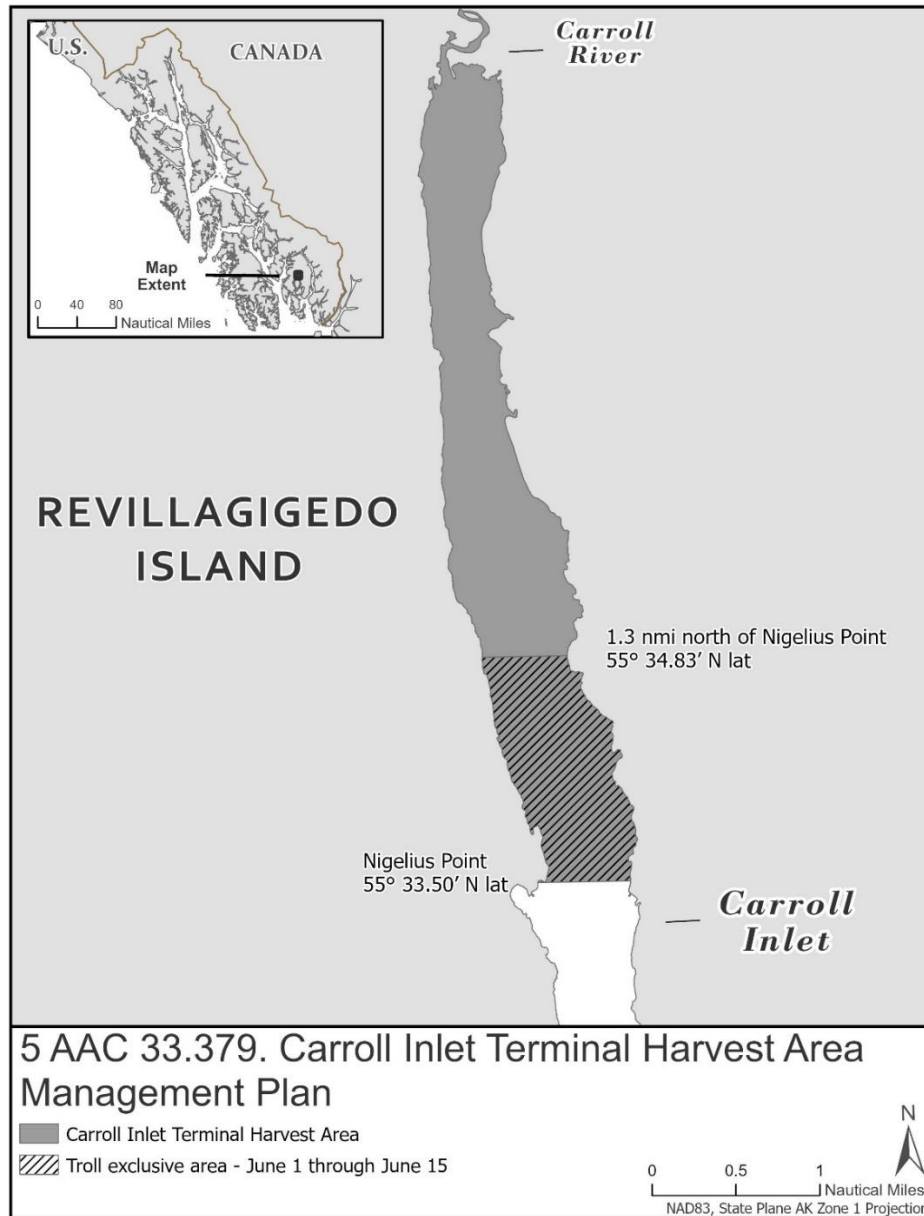 U.S.
CANADA
Map
Extent
0 40 80
Nautical Miles
Carroll
River
REVILLAGIGEDO
ISLAND
1.3 nmi north of Nigelius Point
55° 34.83' N lat
Nigelius Point
55° 33.50' N lat
Carroll
Inlet
5 AAC 33.379. Carroll Inlet Terminal Harvest Area
Management Plan
Carroll Inlet Terminal Harvest Area
Troll exclusive area - June 1 through June 15
N
0 0.5 1
Nautical Miles
NAD83, State Plane AK Zone 1 Projection